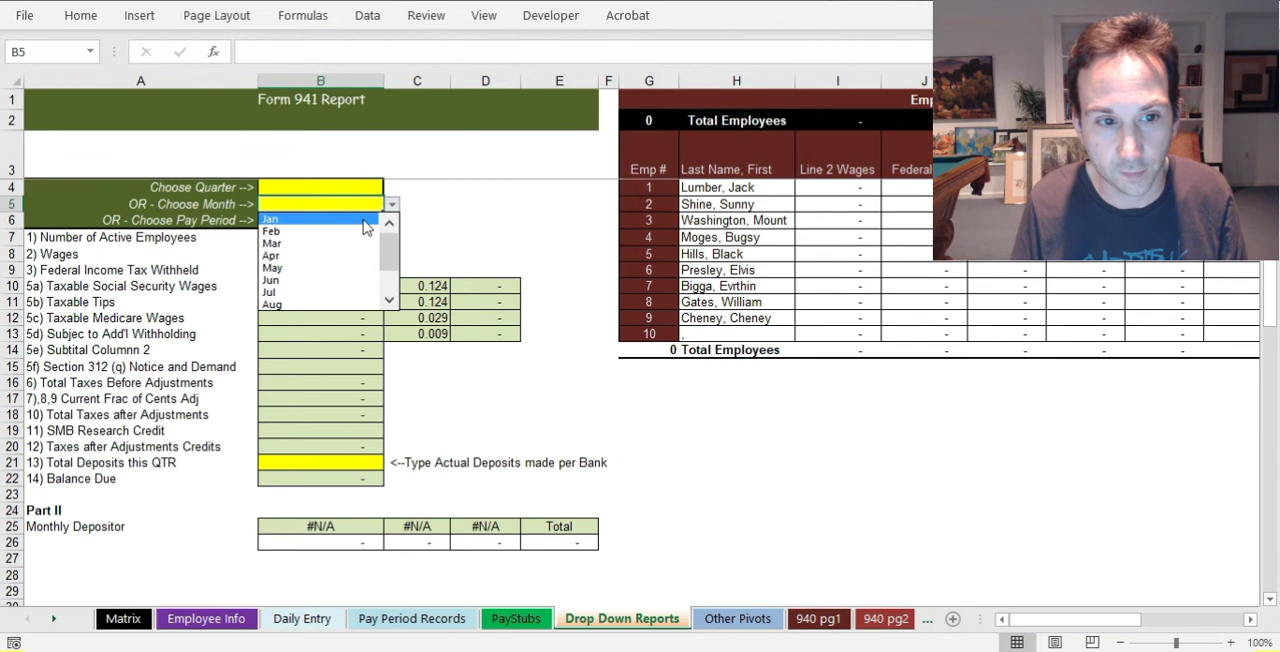 File Home Insert Page Layout Formulas Data Review View Developer Acrobat
B5 fx
A B C D E F G H I J
1 Form 941 Report Emp
2 0 Total Employees -
3 Emp # Last Name, First Line 2 Wages Federal
4 Choose Quarter --> 1 Lumber, Jack - -
5 OR - Choose Month --> 2 Shine, Sunny - -
6 OR - Choose Pay Period --> Jan 3 Washington, Mount - -
7 1) Number of Active Employees Feb 4 Moges, Bugsy - -
8 2) Wages Mar 5 Hills, Black - -
9 3) Federal Income Tax Withheld Apr May 6 Presley, Elvis - - - - -
10 5a) Taxable Social Security Wages Jun 0.124 - 7 Bigga, Evrthin - - - - -
11 5b) Taxable Tips Jul Aug 0.124 - 8 Gates, William - - - - -
12 5c) Taxable Medicare Wages - 0.029 - 9 Cheney, Cheney - - - - -
13 5d) Subjec to Add'l Withholding - 0.009 - 10 , - - - - -
14 5e) Subtital Columnn 2 - 0 Total Employees - - - - -
15 5f) Section 312 (q) Notice and Demand
16 6) Total Taxes Before Adjustments -
17 7),8,9 Current Frac of Cents Adj -
18 10) Total Taxes after Adjustments -
19 11) SMB Research Credit
20 12) Taxes after Adjustments Credits -
21 13) Total Deposits this QTR <--Type Actual Deposits made per Bank
22 14) Balance Due -
23
24 Part II
25 Monthly Depositor #N/A #N/A #N/A Total
26 - - - -
27
28
29
Matrix Employee Info Daily Entry Pay Period Records PayStubs Drop Down Reports Other Pivots 940 pg1 940 pg2 ...
100%